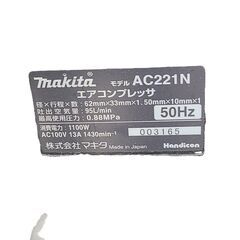 makita モデル AC221N
エアコンプレッサ
径×行程×数:62mm×33mm×1.50mm×10mm×1
吐出空気量:95L/min
最高使用圧力:0.88MPa
50Hz
消費電力:1100W
AC100V 13A 1430min⁻¹
003165
株式会社マキタ Made in Japan Handicon